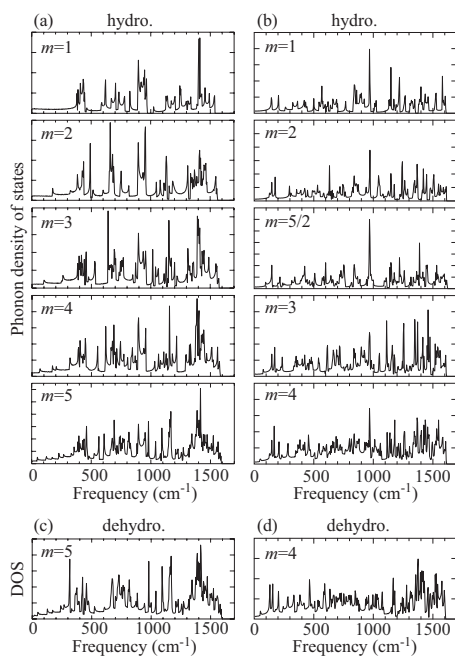 (a) hydro. (b) hydro.
m=1 m=1
m=2 m=2
m=3 m=5/2
m=4 m=3
m=5 m=4
Phonon density of states
0 500 1000 1500 0 500 1000 1500
Frequency (cm-1) Frequency (cm-1)
(c) dehydro. (d) dehydro.
m=5 m=4
DOS
0 500 1000 1500 0 500 1000 1500
Frequency (cm-1) Frequency (cm-1)